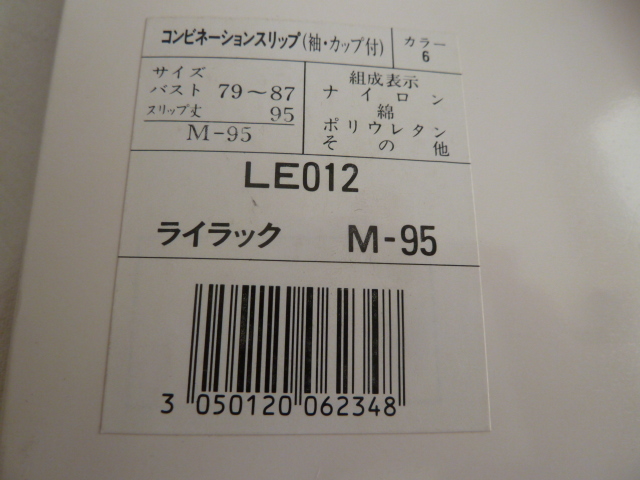 コンビネーションスリップ(袖・カップ付)
カラー
6
サイズ
バスト 79～87
スリップ丈 95
M-95
組成表示
ナイロン
綿
ポリウレタン
その他
LE012
ライラック M-95
3 050120 062348